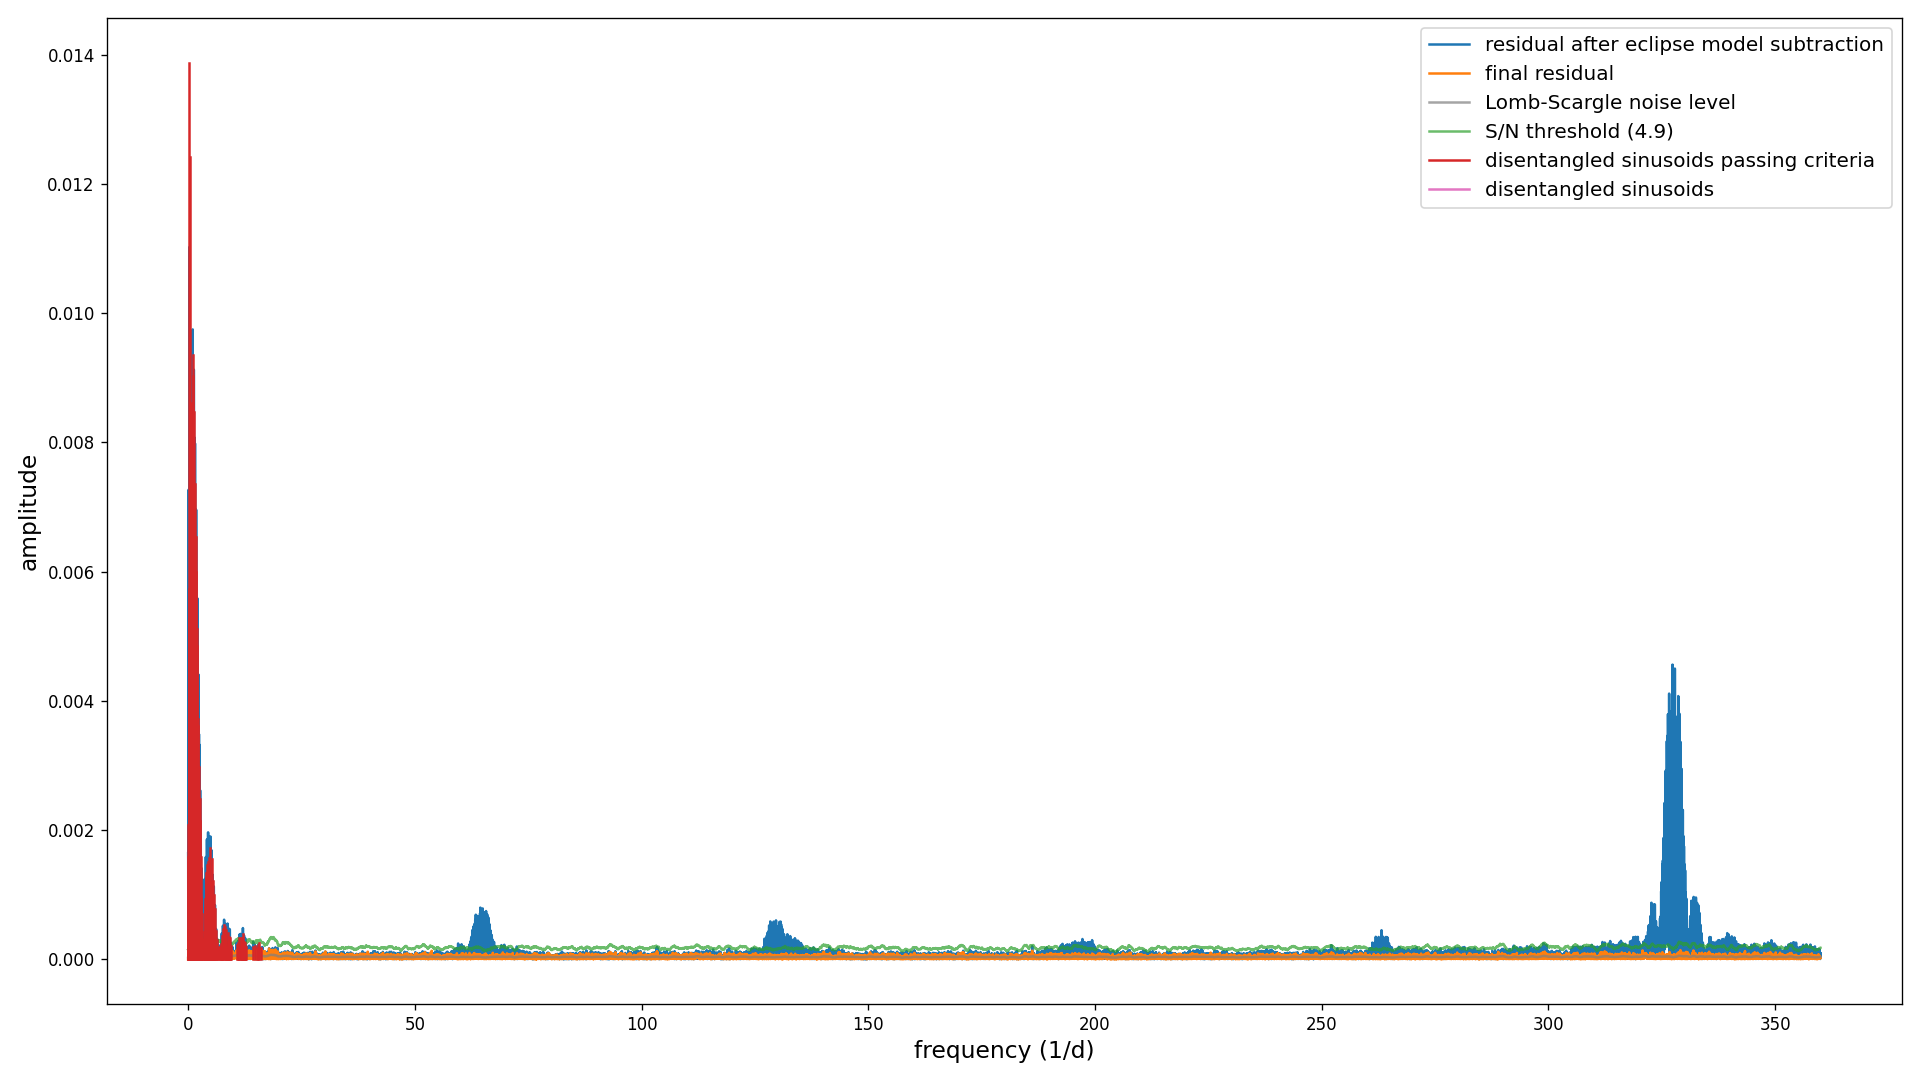 0.014
0.012
0.010
0.008
0.006
0.004
0.002
0.000
amplitude
0
50
100
150
200
250
300
350
frequency (1/d)
residual after eclipse model subtraction
final residual
Lomb-Scargle noise level
S/N threshold (4.9)
disentangled sinusoids passing criteria
disentangled sinusoids